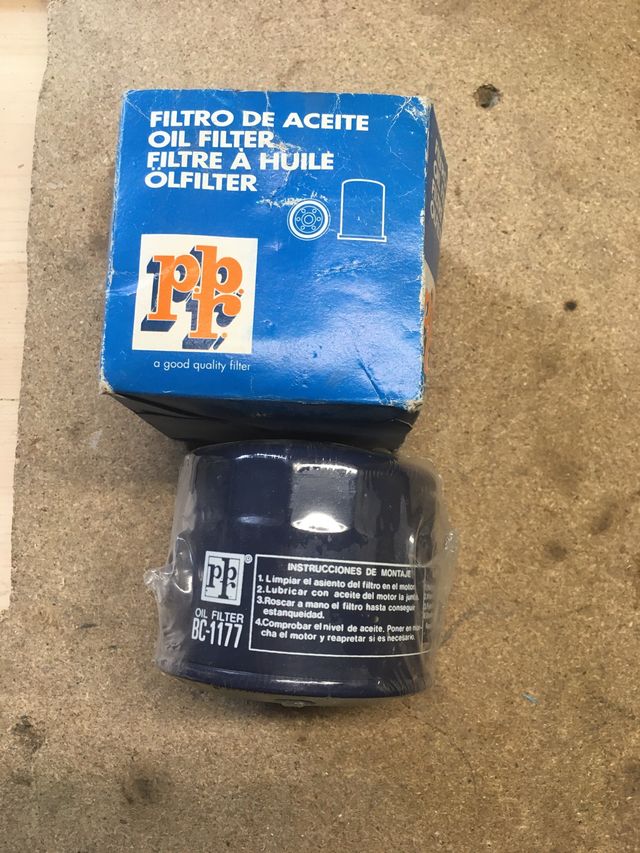 FILTRO DE ACEITE
OIL FILTER
FILTRE À HUILE
ÖLFILTER
p.b.r.
a good quality filter
pbr®
OIL FILTER
BC-1177
INSTRUCCIONES DE MONTAJE
1. Limpiar el asiento del filtro en el motor
2. Lubricar con aceite del motor la
3. Roscar a mano el filtro hasta conseguir
estanqueidad.
4. Comprobar el nivel de aceite. Poner en mar-
cha el motor y reapretar si es necesario.